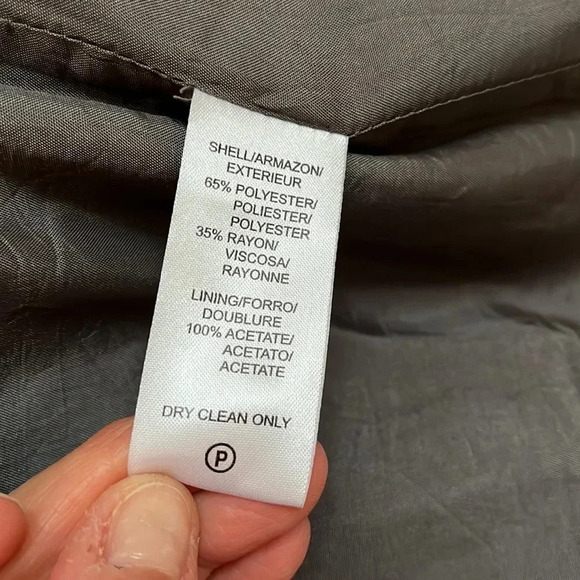 SHELL/ARMAZON/
EXTERIEUR
65% POLYESTER/
POLIESTER/
POLYESTER
35% RAYON/
VISCOSA/
RAYONNE
LINING/FORRO/
DOUBLURE
100% ACETATE/
ACETATO/
ACETATE
DRY CLEAN ONLY
P